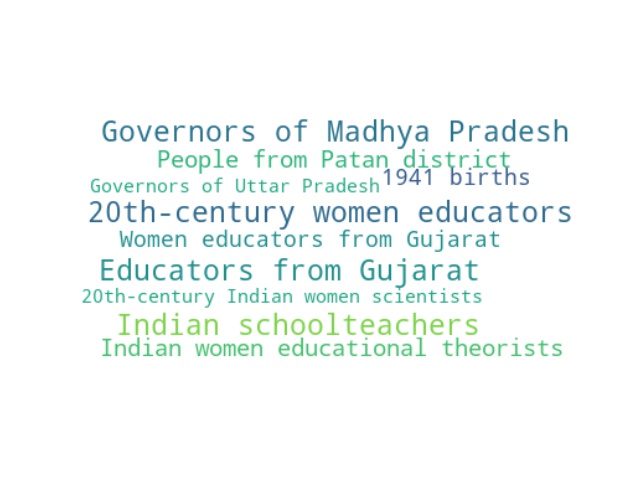 Governors of Madhya Pradesh
People from Patan district
1941 births
Governors of Uttar Pradesh
20th-century women educators
Women educators from Gujarat
Educators from Gujarat
20th-century Indian women scientists
Indian schoolteachers
Indian women educational theorists